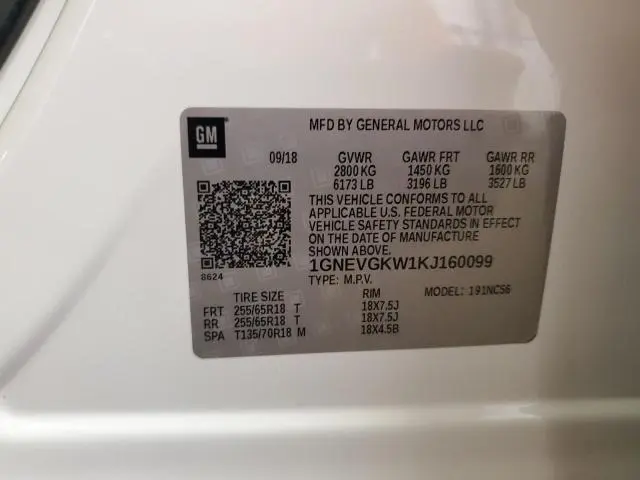 GM
MFD BY GENERAL MOTORS LLC
09/18 GVWR GAWR FRT GAWR RR
2800 KG 1450 KG 1600 KG
6173 LB 3196 LB 3527 LB
THIS VEHICLE CONFORMS TO ALL
APPLICABLE U.S. FEDERAL MOTOR
VEHICLE SAFETY STANDARDS IN EFFECT
ON THE DATE OF MANUFACTURE
SHOWN ABOVE.
8624
1GNEVGKW1KJ160099
TYPE: M.P.V. MODEL: 191NC56
TIRE SIZE RIM
FRT 255/65R18 T 18X7.5J
RR 255/65R18 T 18X7.5J
SPA T135/70R18 M 18X4.5B